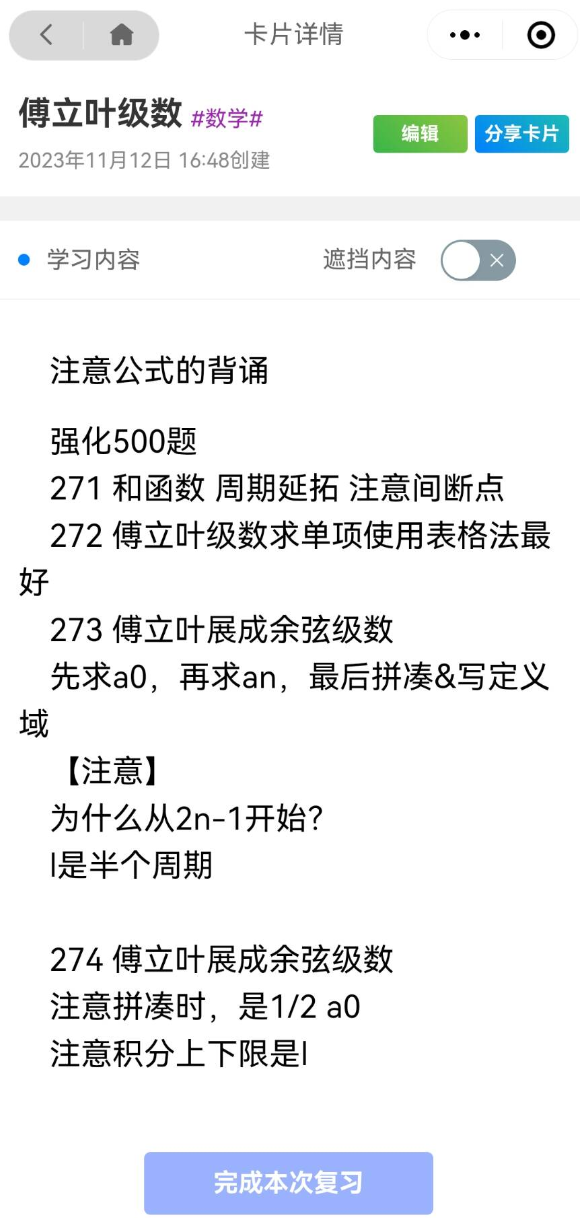 卡片详情
傅立叶级数 #数学#
编辑 分享卡片
2023年11月12日 16:48创建
学习内容 遮挡内容
注意公式的背诵
强化500题
271 和函数 周期延拓 注意间断点
272 傅立叶级数求单项使用表格法最
好
273 傅立叶展成余弦级数
先求a0，再求an，最后拼凑&写定义
域
【注意】
为什么从2n-1开始？
l是半个周期
274 傅立叶展成余弦级数
注意拼凑时，是1/2 a0
注意积分上下限是l
完成本次复习